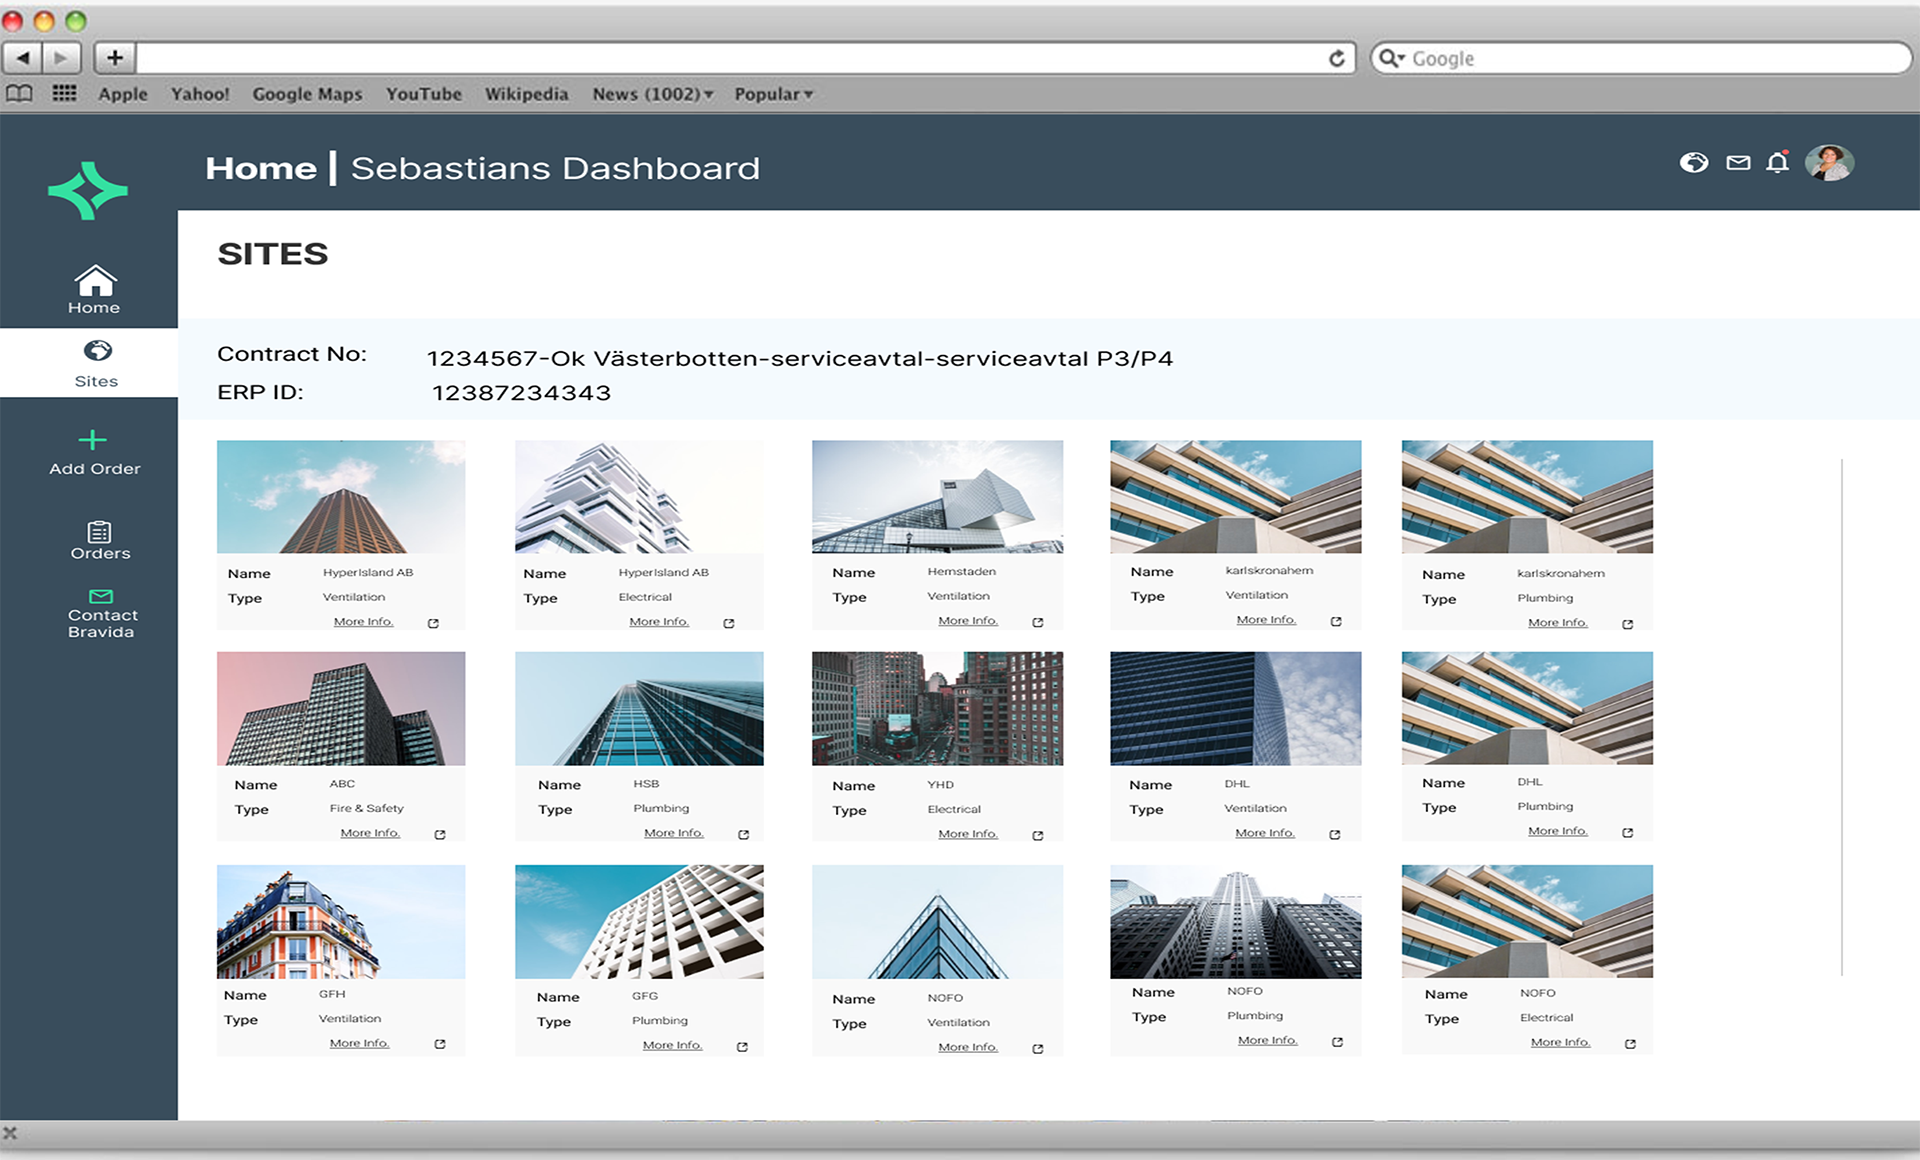 Google
Apple Yahoo! Google Maps YouTube Wikipedia News (1002) Popular
Home | Sebastians Dashboard
Home
Sites
Add Order
Orders
Contact
Bravida
SITES
Contract No: 1234567-Ok Västerbotten-serviceavtal-serviceavtal P3/P4
ERP ID: 12387234343
Name HyperIsland AB
Type Ventilation
More Info.
Name HyperIsland AB
Type Electrical
More Info.
Name Hemstaden
Type Ventilation
More Info.
Name karlskronahem
Type Ventilation
More Info.
Name karlskronahem
Type Plumbing
More Info.
Name ABC
Type Fire & Safety
More Info.
Name HSB
Type Plumbing
More Info.
Name YHD
Type Electrical
More Info.
Name DHL
Type Ventilation
More Info.
Name DHL
Type Plumbing
More Info.
Name GFH
Type Ventilation
More Info.
Name GFG
Type Plumbing
More Info.
Name NOFO
Type Ventilation
More Info.
Name NOFO
Type Plumbing
More Info.
Name NOFO
Type Electrical
More Info.